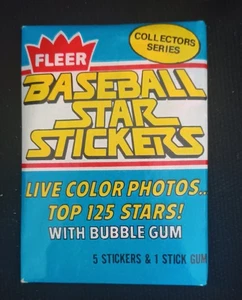 FLEER
COLLECTORS
SERIES
BASEBALL
STAR
STICKERS
LIVE COLOR PHOTOS..
TOP 125 STARS!
WITH BUBBLE GUM
5 STICKERS & 1 STICK GUM